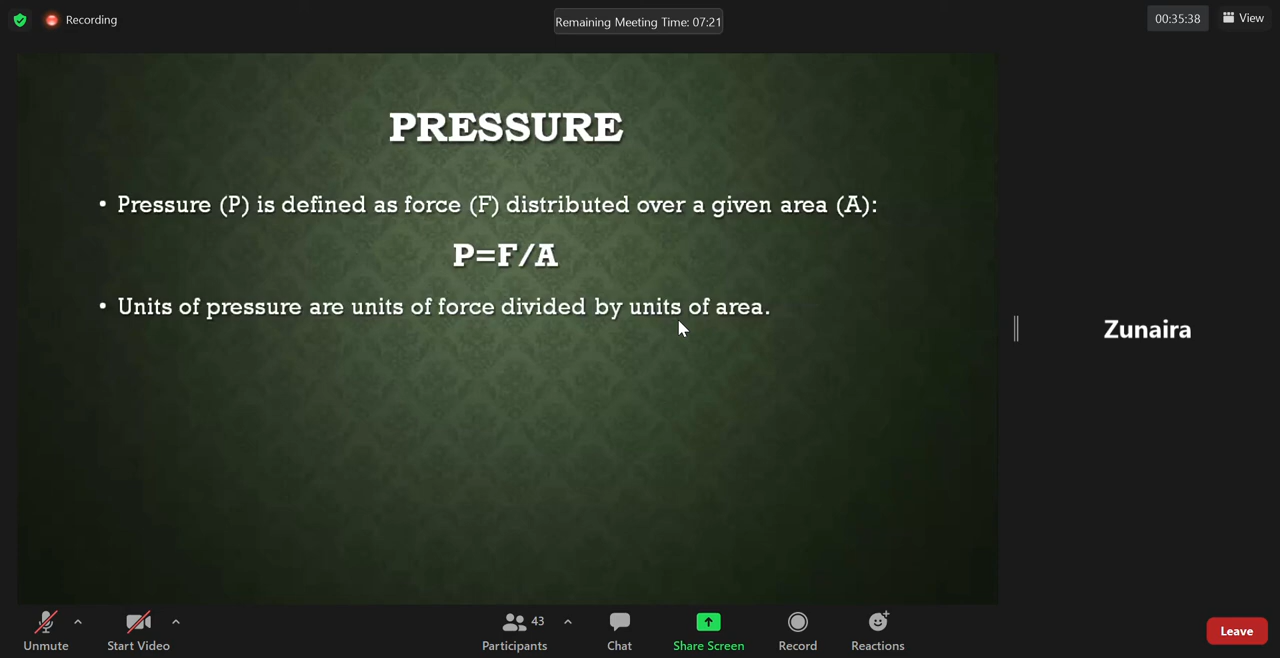 Recording
Remaining Meeting Time: 07:21
00:35:38
View
PRESSURE
• Pressure (P) is defined as force (F) distributed over a given area (A):
P=F/A
• Units of pressure are units of force divided by units of area.
Zunaira
Unmute
Start Video
43
Participants
Chat
Share Screen
Record
Reactions
Leave